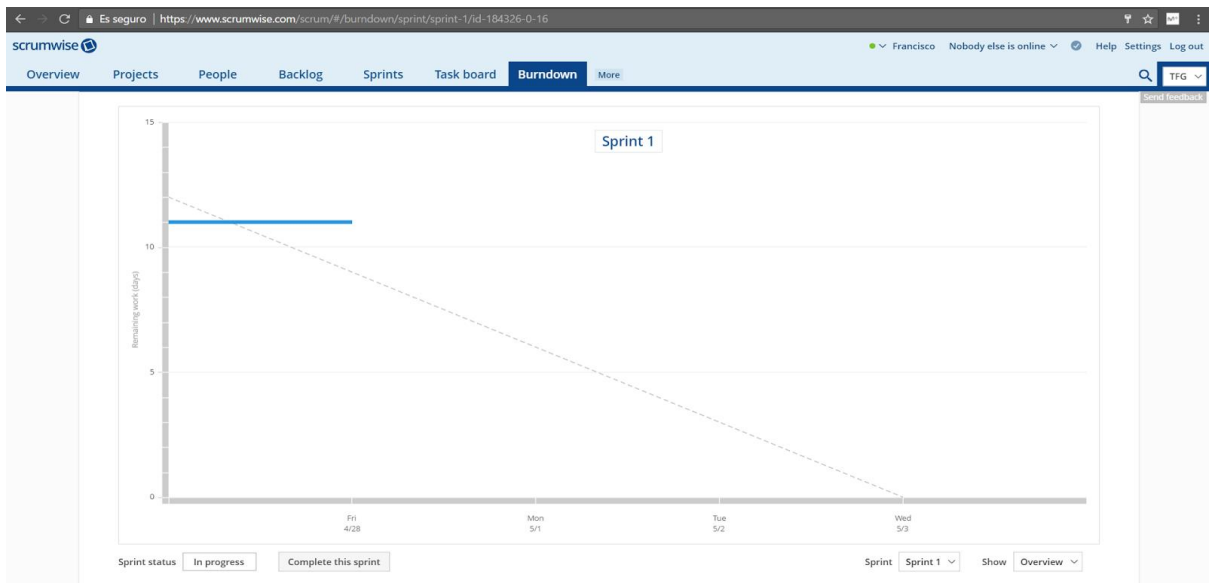 Es seguro | https://www.scrumwise.com/scrum/#/burndown/sprint/sprint-1/id-184326-0-16
scrumwise
Francisco Nobody else is online Help Settings Log out
Overview Projects People Backlog Sprints Task board Burndown More TFG
Send feedback
Sprint 1
15
10
5
0
Remaining work (days)
Fri Mon Tue Wed
4/28 5/1 5/2 5/3
Sprint status In progress Complete this sprint Sprint Sprint 1 Show Overview